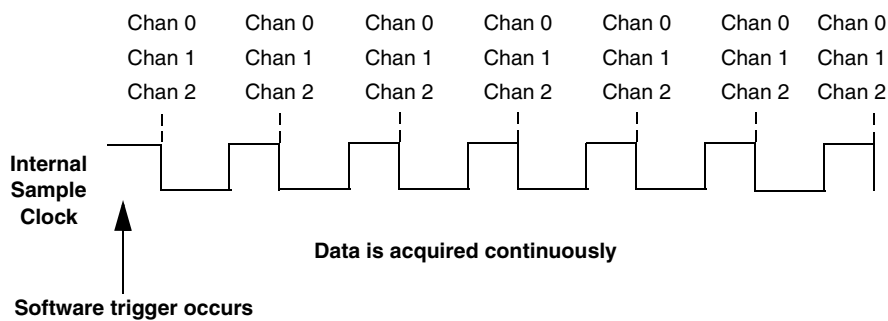 Chan 0 Chan 0 Chan 0 Chan 0 Chan 0 Chan 0 Chan 0
Chan 1 Chan 1 Chan 1 Chan 1 Chan 1 Chan 1 Chan 1
Chan 2 Chan 2 Chan 2 Chan 2 Chan 2 Chan 2 Chan 2
Internal
Sample
Clock
Data is acquired continuously
Software trigger occurs